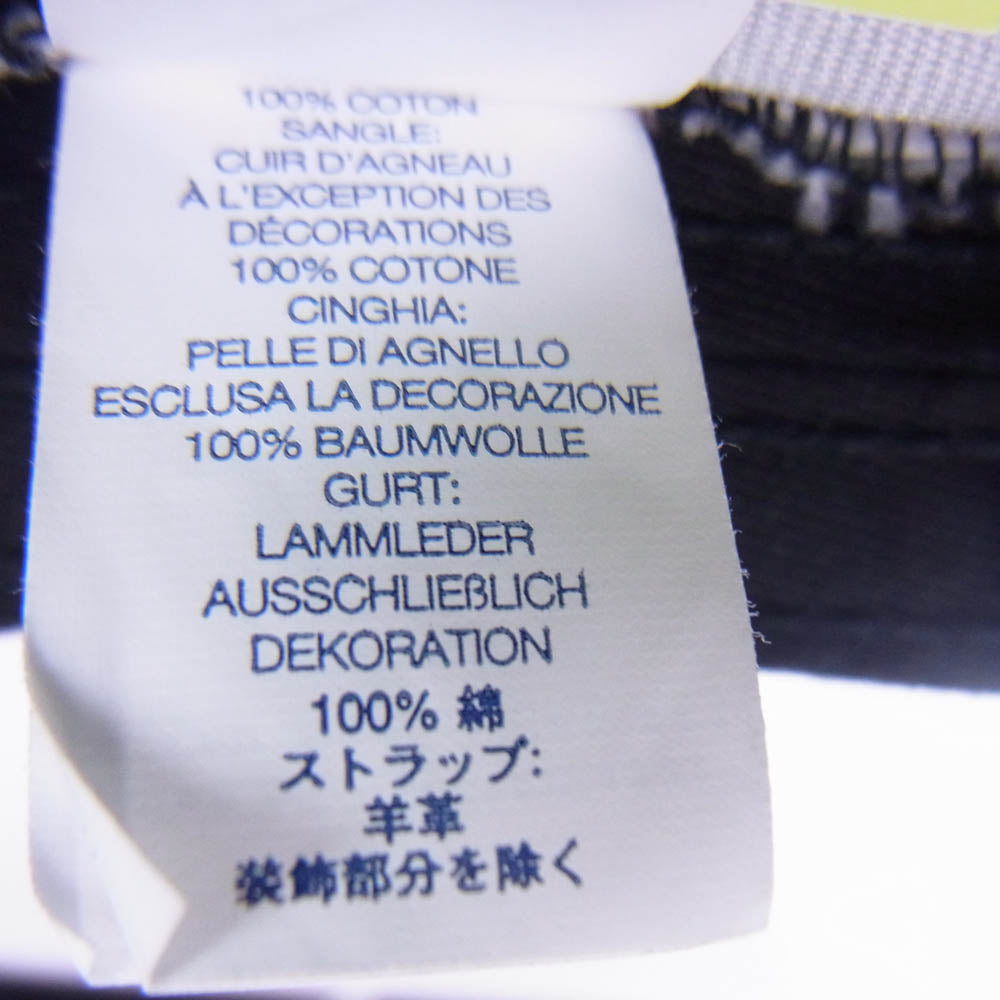 100% COTON
SANGLE:
CUIR D'AGNEAU
À L'EXCEPTION DES
DÉCORATIONS
100% COTONE
CINGHIA:
PELLE DI AGNELLO
ESCLUSA LA DECORAZIONE
100% BAUMWOLLE
GURT:
LAMMLEDER
AUSSCHLIEßLICH
DEKORATION
100% 綿
ストラップ:
羊革
装飾部分を除く